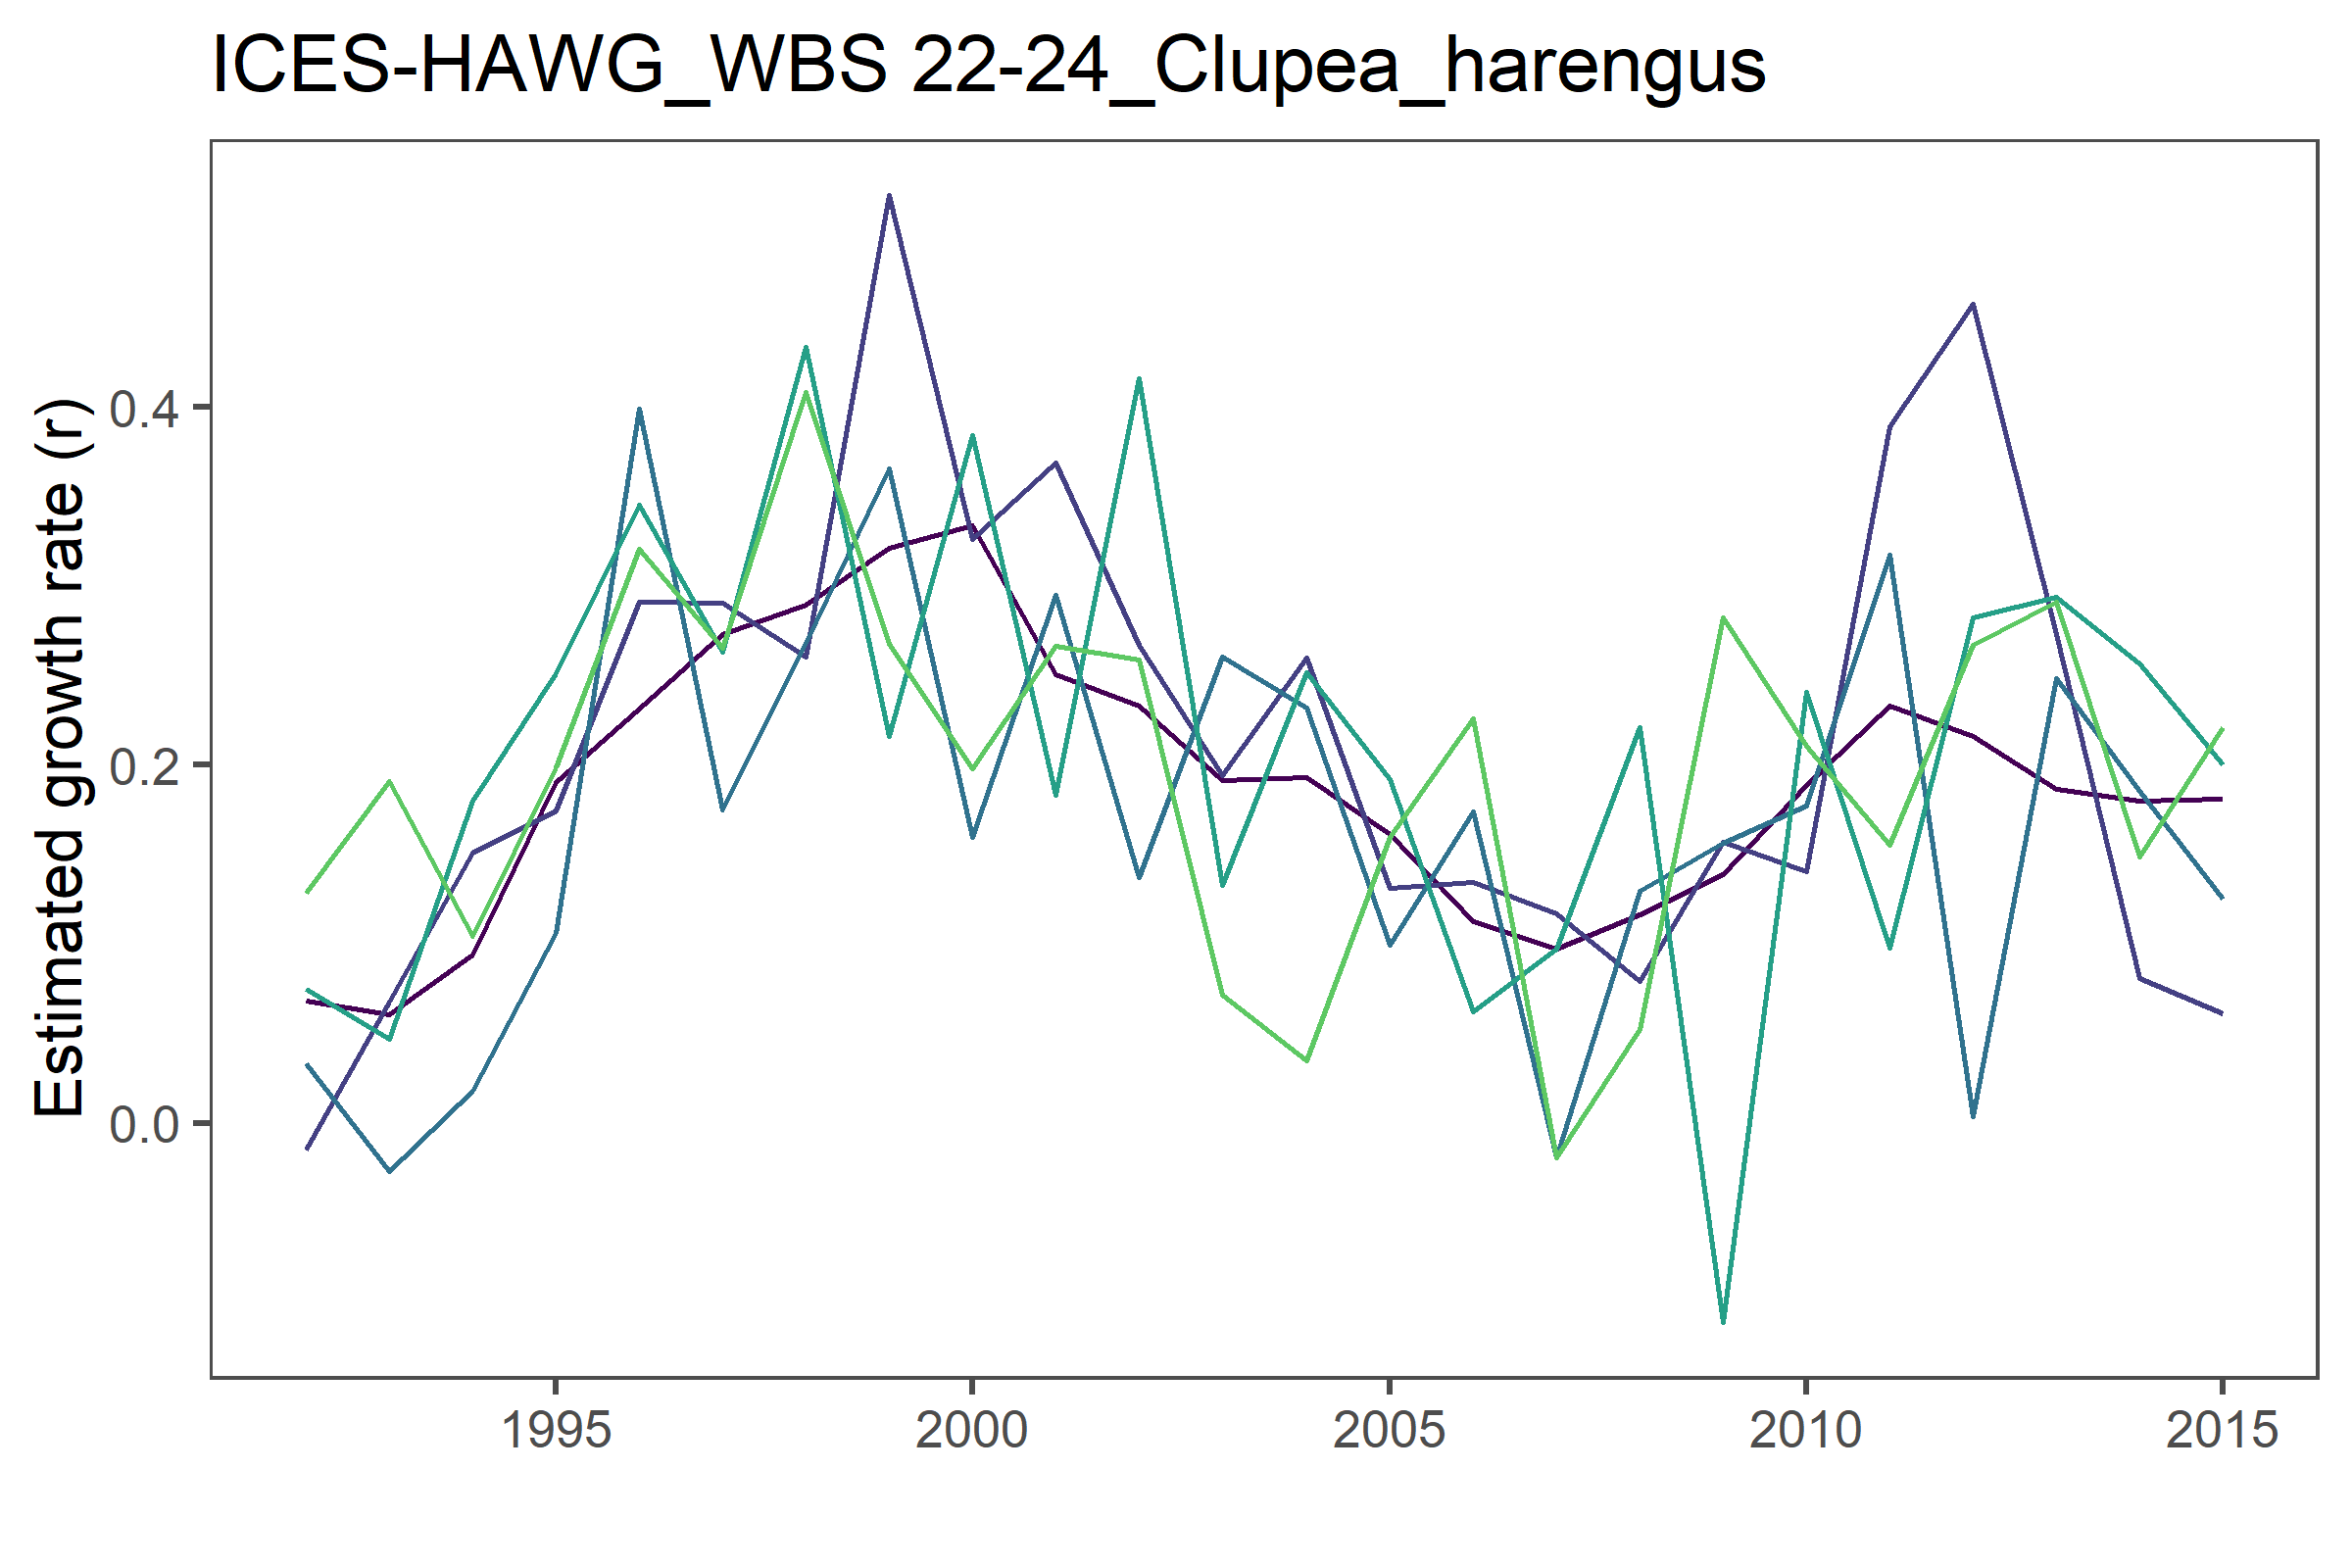 ICES-HAWG_WBS 22-24_Clupea_harengus
Estimated growth rate (r)
0.4
0.2
0.0
1995 2000 2005 2010 2015